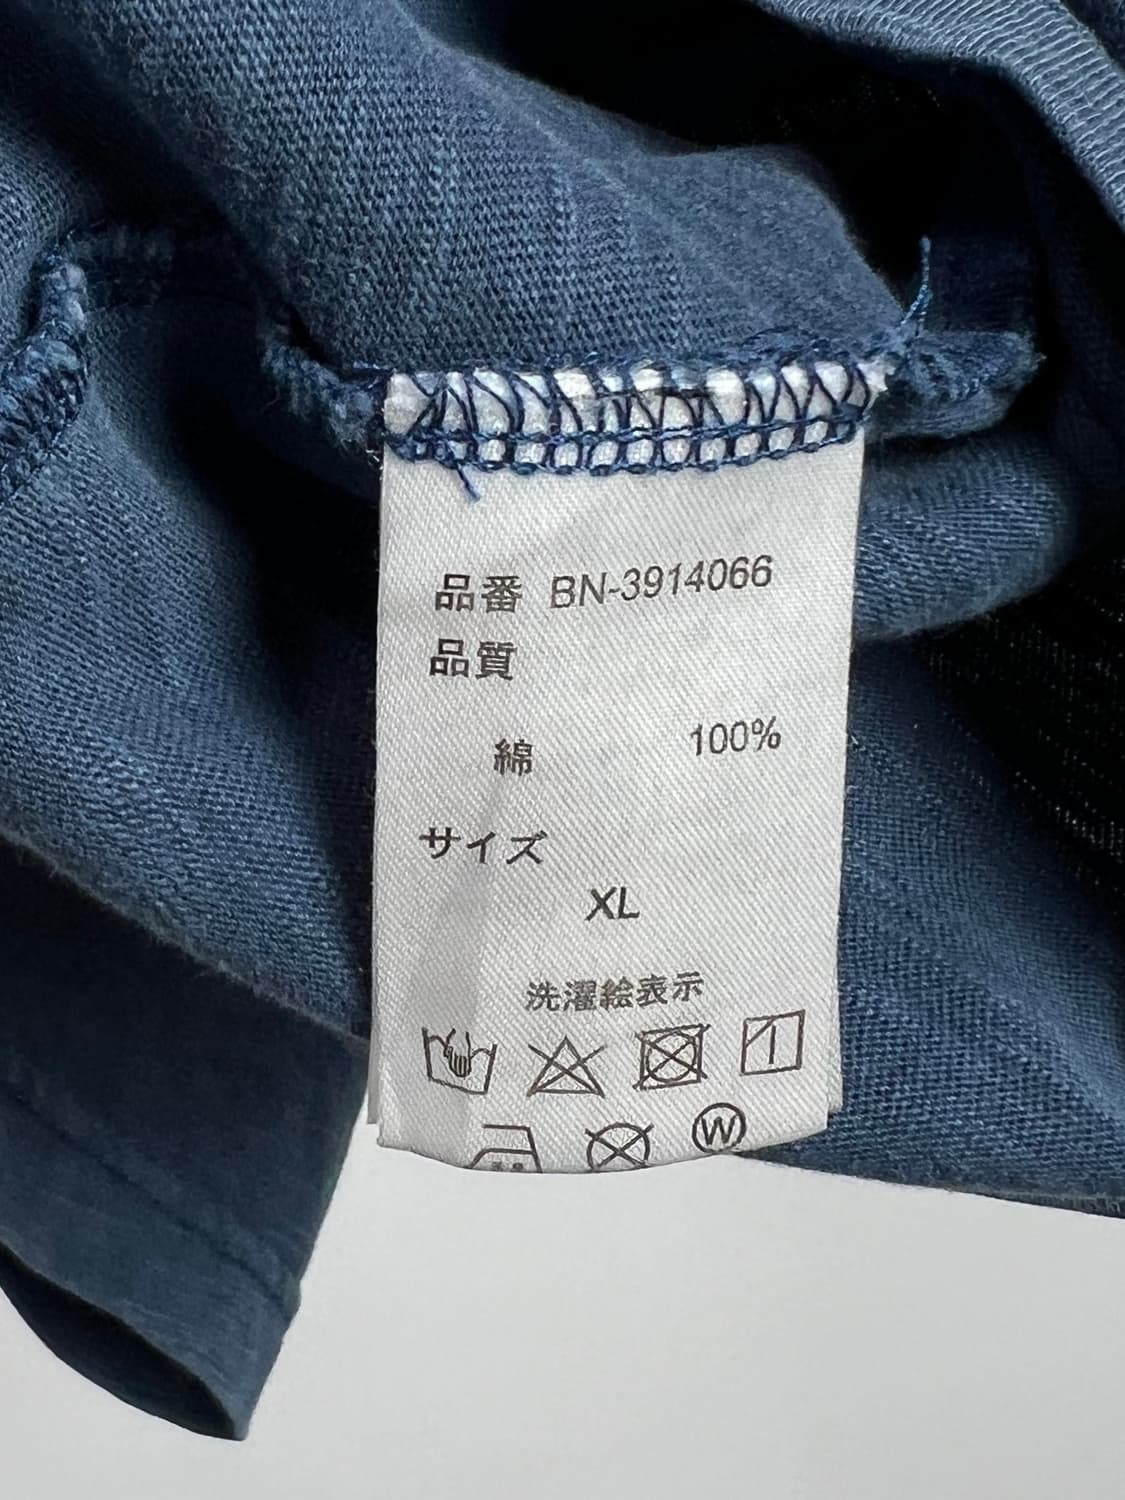 品番 BN-3914066
品質
綿 100%
サイズ
XL
洗濯絵表示
W